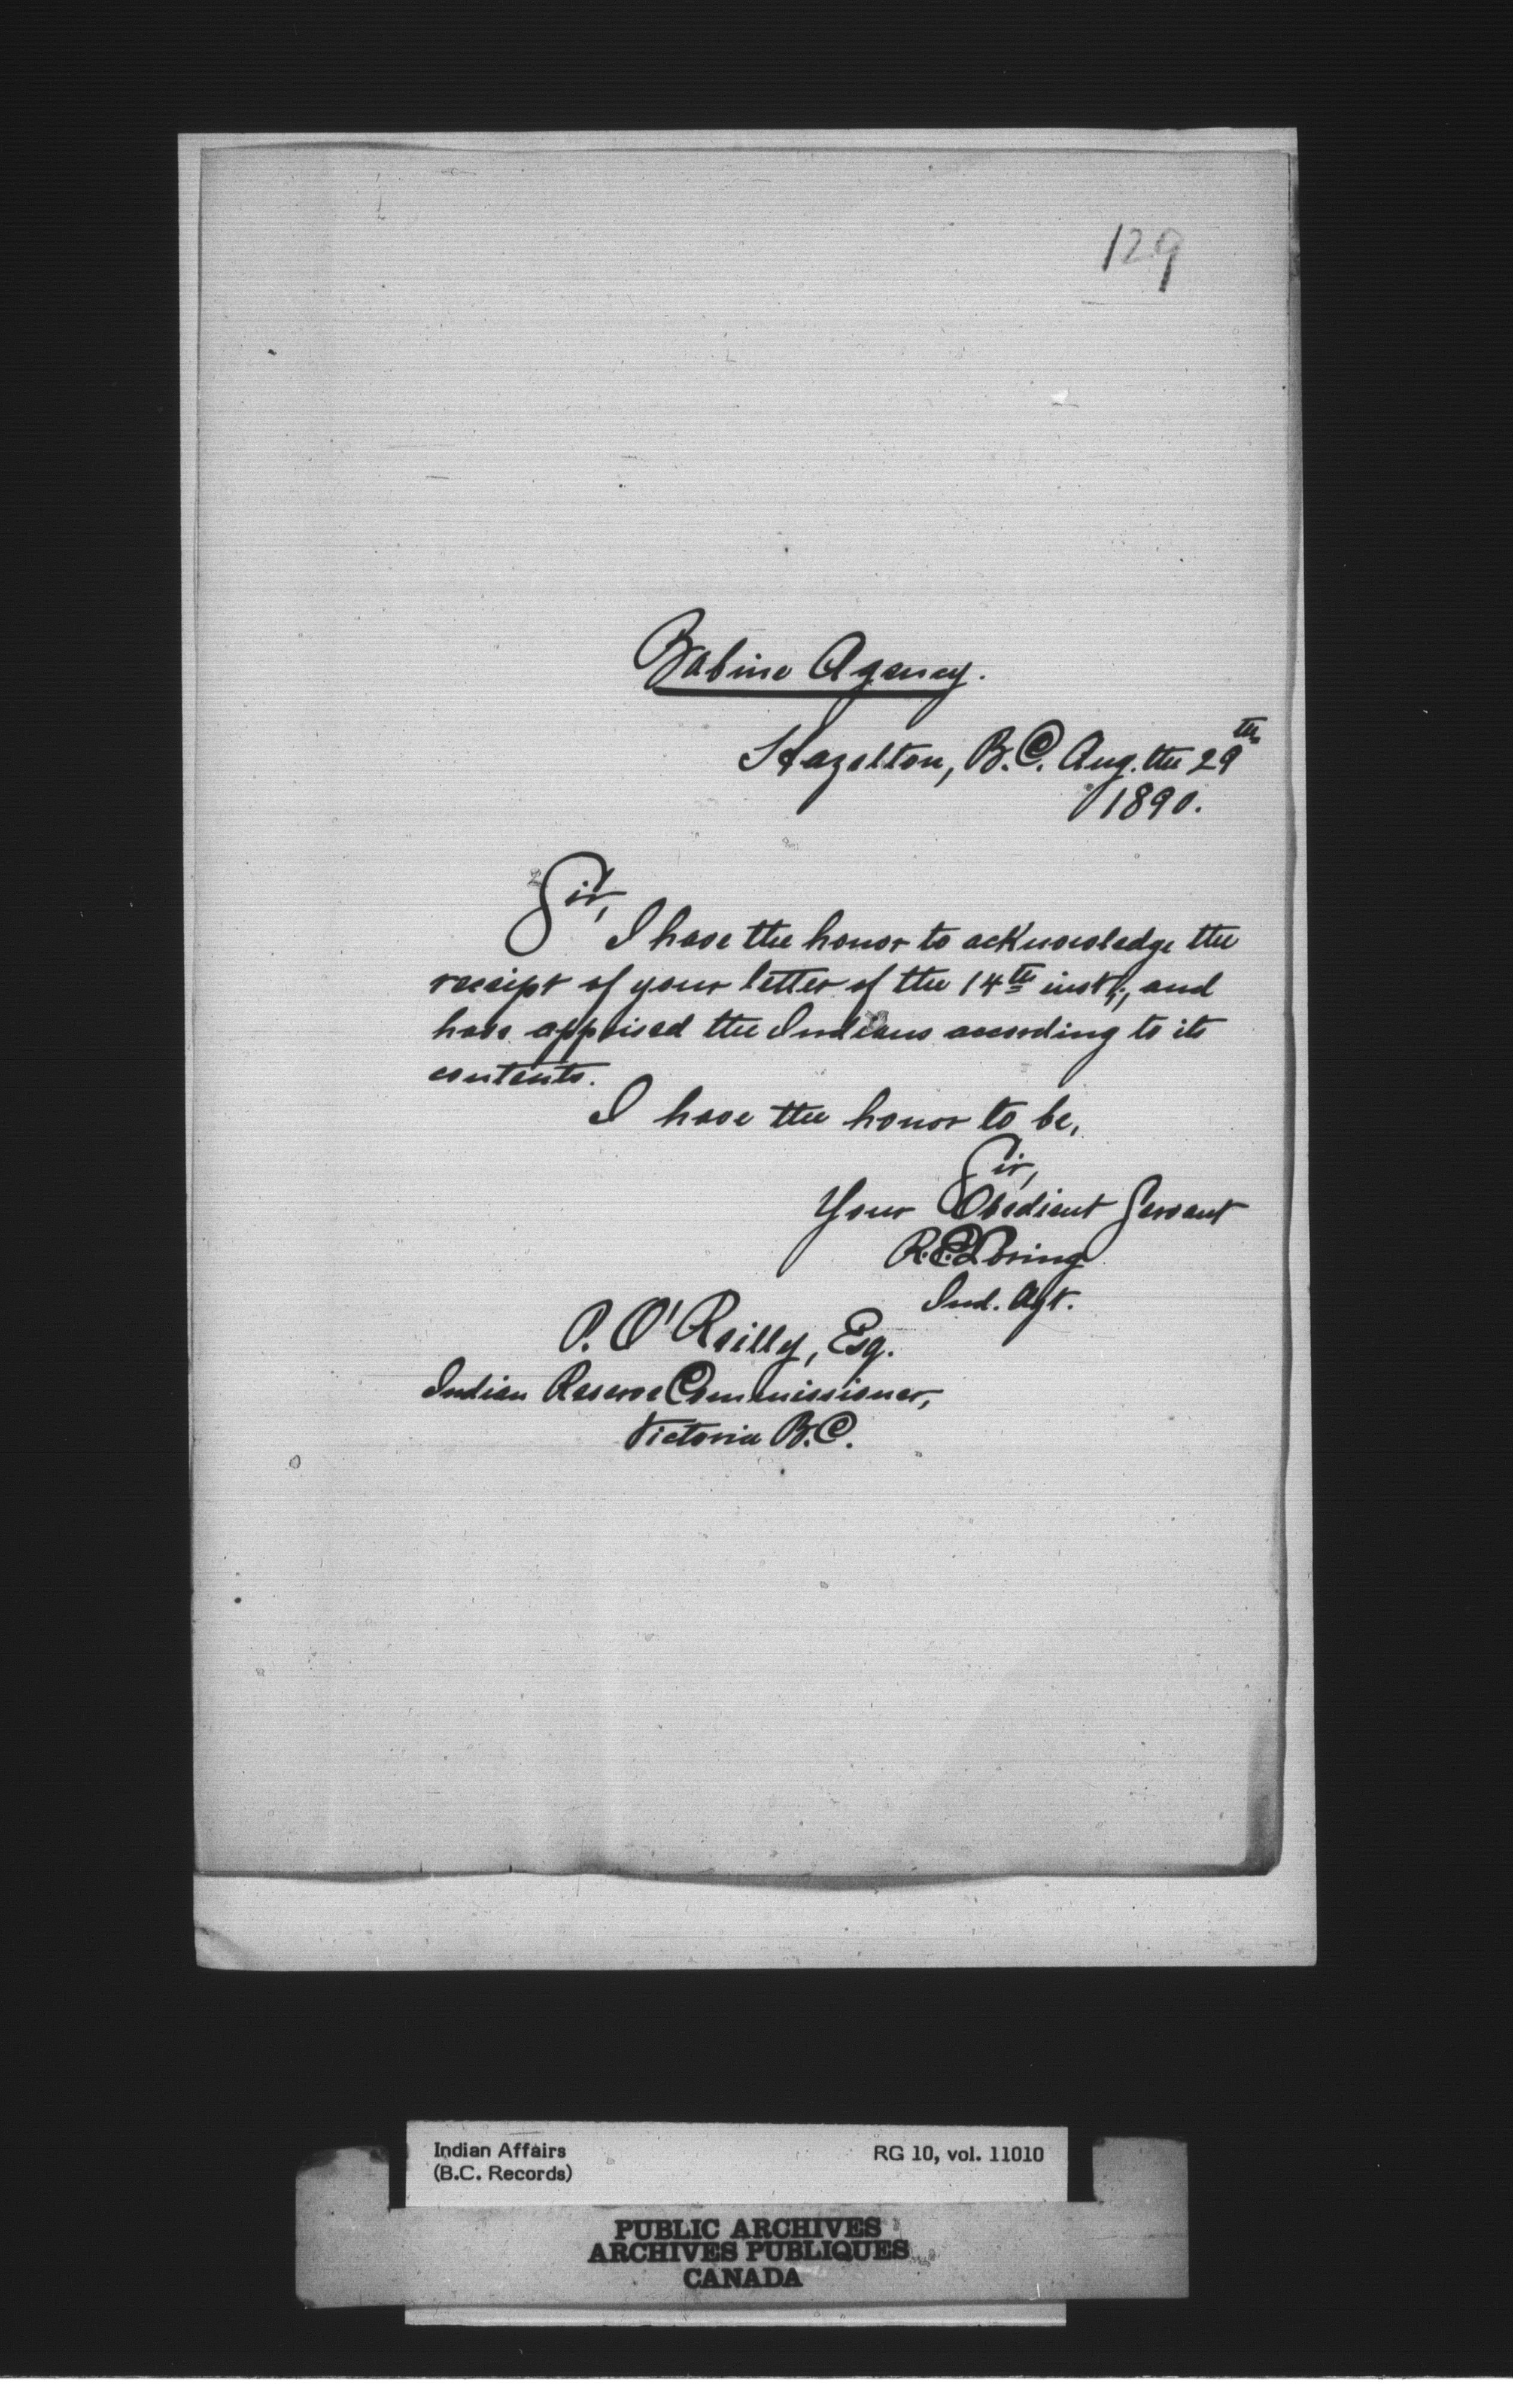 129
Babine Agency.
Hazelton, B.C. Aug. the 29th
1890.
Sir,
I have the honor to acknowledge the
receipt of your letter of the 14th inst;, and
have apprised the Indians according to its
contents.
I have the honor to be,
Sir,
Your Obedient Servant
R.E. Loring
Ind. Agt.
P. O'Reilly, Esq.
Indian Reserve Commissioner,
Victoria B.C.
Indian Affairs RG 10, vol. 11010
(B.C. Records)
PUBLIC ARCHIVES
ARCHIVES PUBLIQUES
CANADA